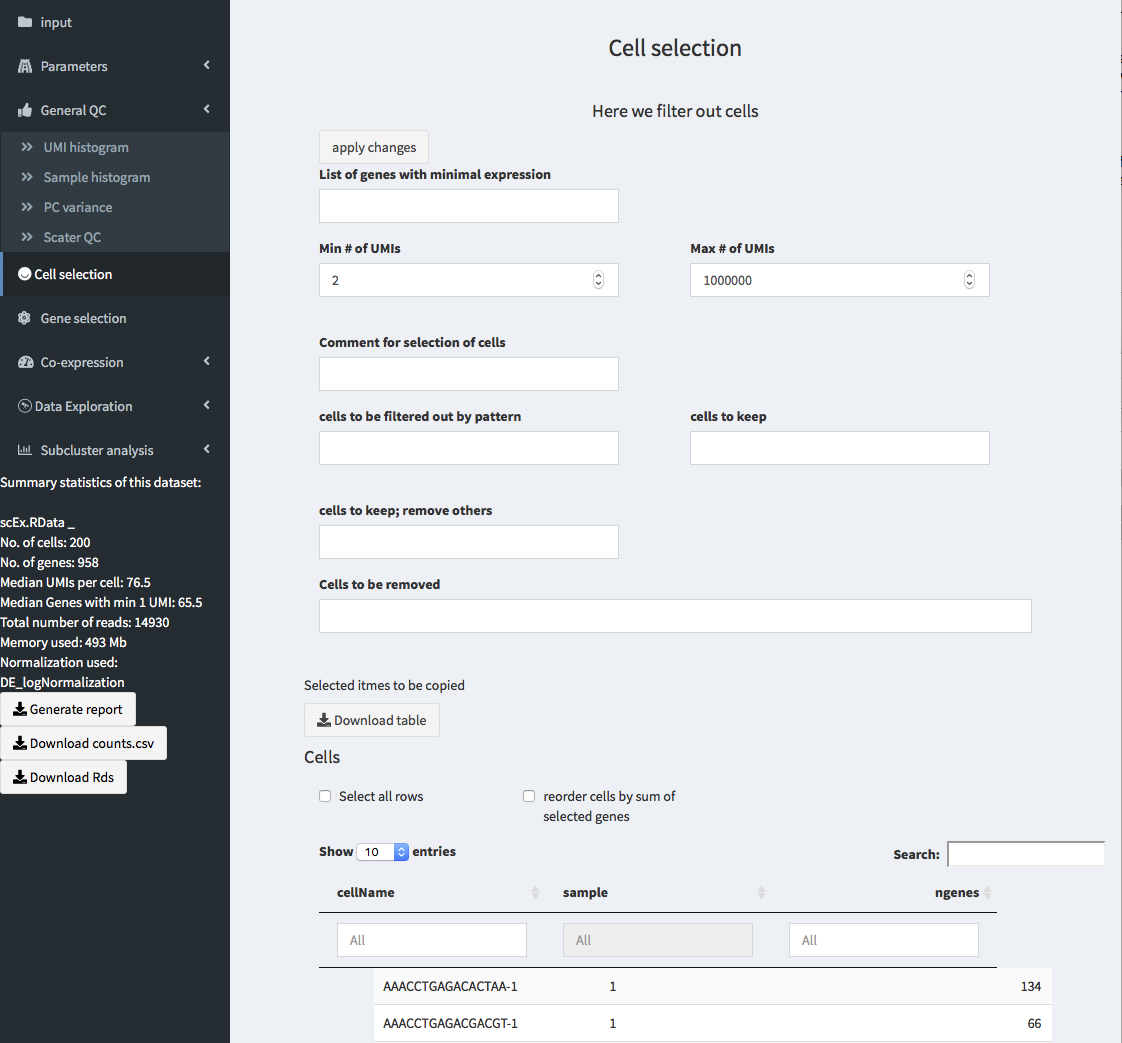 input
Parameters
General QC
UMI histogram
Sample histogram
PC variance
Scater QC
Cell selection
Gene selection
Co-expression
Data Exploration
Subcluster analysis
Summary statistics of this dataset:
scEx.RData _
No. of cells: 200
No. of genes: 958
Median UMIs per cell: 76.5
Median Genes with min 1 UMI: 65.5
Total number of reads: 14930
Memory used: 493 Mb
Normalization used:
DE_logNormalization
Generate report
Download counts.csv
Download Rds
Cell selection
Here we filter out cells
apply changes
List of genes with minimal expression
Min # of UMIs Max # of UMIs
2 1000000
Comment for selection of cells
cells to be filtered out by pattern cells to keep
cells to keep; remove others
Cells to be removed
Selected itmes to be copied
Download table
Cells
Select all rows reorder cells by sum of
selected genes
Show 10 entries Search:
cellName sample ngenes
All All All
AAACCTGAGACACTAA-1 1 134
AAACCTGAGACGACGT-1 1 66